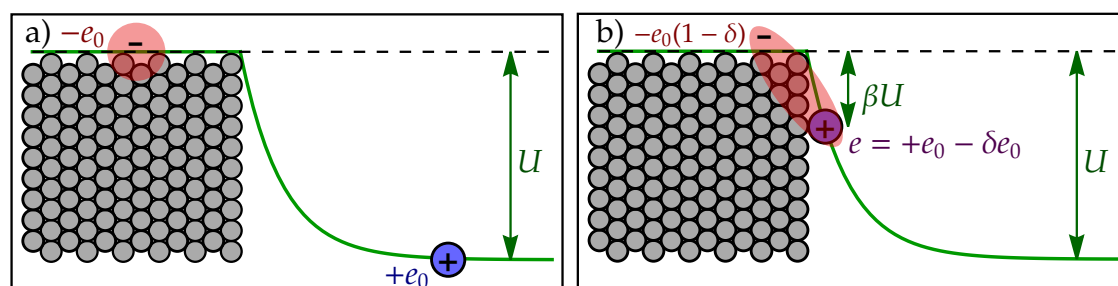 a) −e₀ -
U
+
+e₀
b) −e₀(1 − δ) -
βU
+
e = +e₀ − δe₀
U